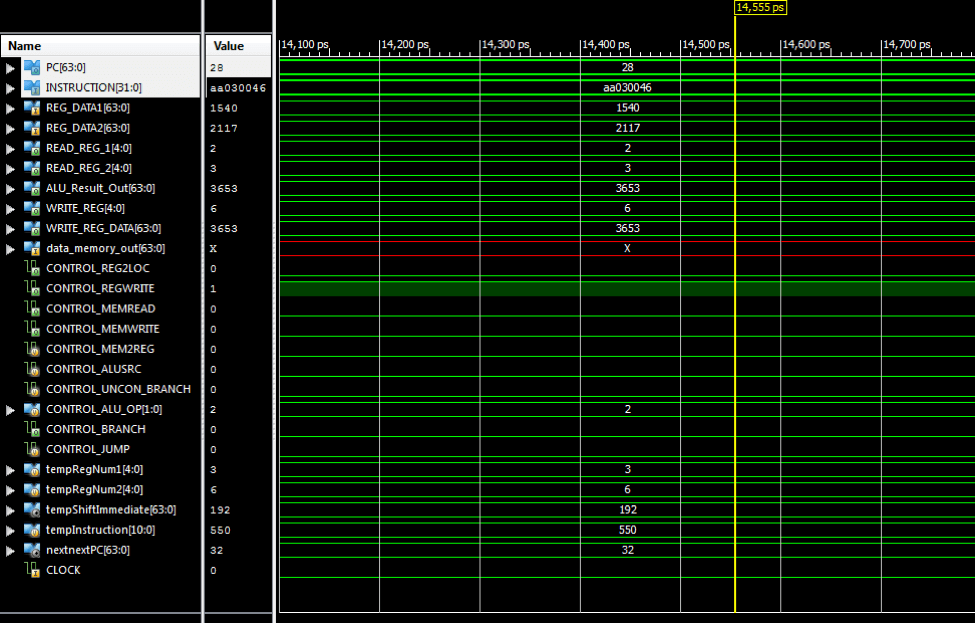 14,555 ps
Name Value 14,100 ps 14,200 ps 14,300 ps 14,400 ps 14,500 ps 14,600 ps 14,700 ps
PC[63:0] 28 28
INSTRUCTION[31:0] aa030046 aa030046
REG_DATA1[63:0] 1540 1540
REG_DATA2[63:0] 2117 2117
READ_REG_1[4:0] 2 2
READ_REG_2[4:0] 3 3
ALU_Result_Out[63:0] 3653 3653
WRITE_REG[4:0] 6 6
WRITE_REG_DATA[63:0] 3653 3653
data_memory_out[63:0] X X
CONTROL_REG2LOC 0
CONTROL_REGWRITE 1
CONTROL_MEMREAD 0
CONTROL_MEMWRITE 0
CONTROL_MEM2REG 0
CONTROL_ALUSRC 0
CONTROL_UNCON_BRANCH 0
CONTROL_ALU_OP[1:0] 2 2
CONTROL_BRANCH 0
CONTROL_JUMP 0
tempRegNum1[4:0] 3 3
tempRegNum2[4:0] 6 6
tempShiftImmediate[63:0] 192 192
tempInstruction[10:0] 550 550
nextnextPC[63:0] 32 32
CLOCK 0